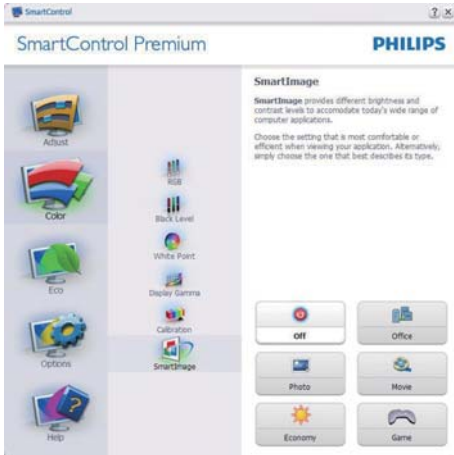 SmartControl
? x
SmartControl Premium
PHILIPS
Adjust
Color
Eco
Options
Help
RGB
Black Level
White Point
Display Gamma
Calibration
SmartImage
SmartImage
SmartImage provides different brightness and
contrast levels to accomodate today's wide range of
computer applications.
Choose the setting that is most comfortable or
efficient when viewing your application. Alternatively,
simply choose the one that best describes its type.
Off
Office
Photo
Movie
Economy
Game